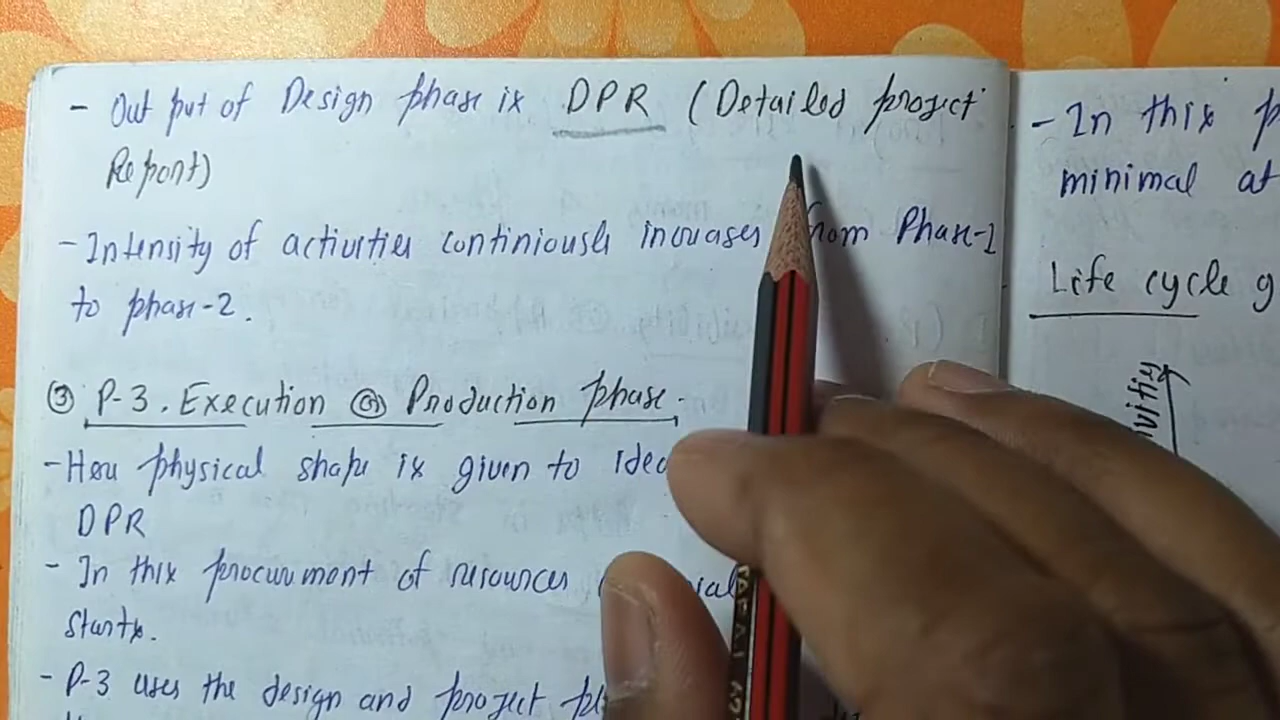 - Out put of Design phase is DPR (Detailed project
Report)
- Intensity of activities continiously increases from Phase-1
to phase-2.
③ P-3. Execution or Production phase.
- How physical shape is given to idea
DPR
- In this procurment of resources
starts.
- P-3 uses the design and project
- In this
minimal at
Life cycle